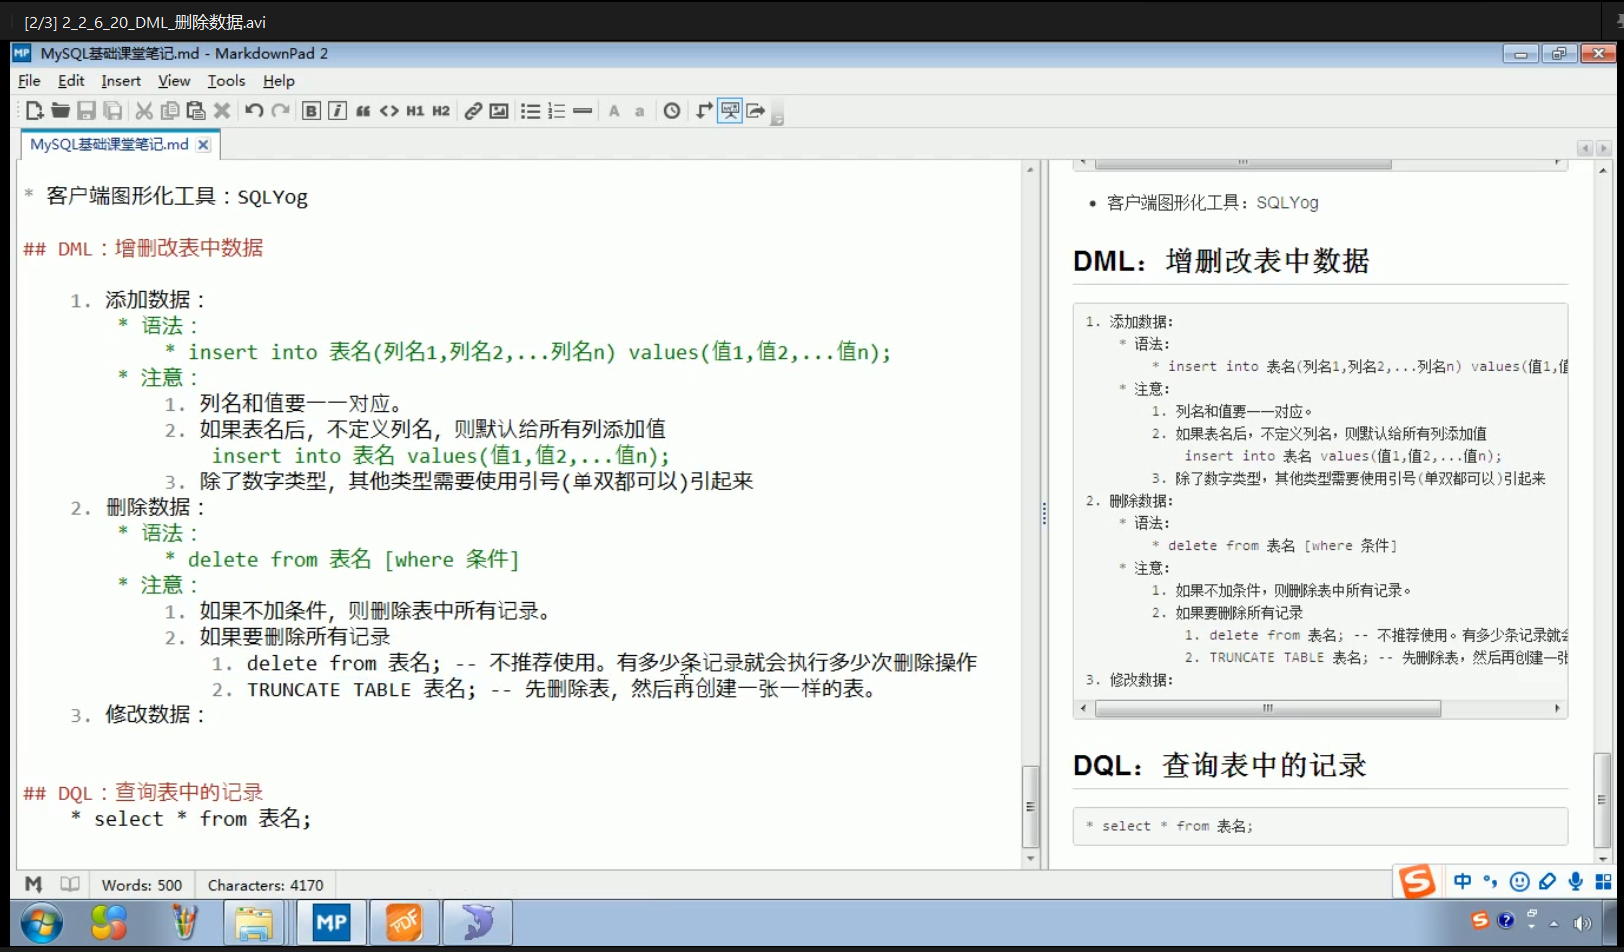 [2/3] 2_2_6_20_DML_删除数据.avi
MP MySQL基础课堂笔记.md - MarkdownPad 2
File Edit Insert View Tools Help
B i H1 H2 A a
MySQL基础课堂笔记.md
* 客户端图形化工具：SQLYog
## DML：增删改表中数据
1. 添加数据：
* 语法：
* insert into 表名(列名1,列名2,...列名n) values(值1,值2,...值n);
* 注意：
1. 列名和值要一一对应。
2. 如果表名后，不定义列名，则默认给所有列添加值
insert into 表名 values(值1,值2,...值n);
3. 除了数字类型，其他类型需要使用引号(单双都可以)引起来
2. 删除数据：
* 语法：
* delete from 表名 [where 条件]
* 注意：
1. 如果不加条件，则删除表中所有记录。
2. 如果要删除所有记录
1. delete from 表名; -- 不推荐使用。有多少条记录就会执行多少次删除操作
2. TRUNCATE TABLE 表名; -- 先删除表，然后再创建一张一样的表。
3. 修改数据：
## DQL：查询表中的记录
* select * from 表名;
• 客户端图形化工具：SQLYog
DML：增删改表中数据
1. 添加数据：
* 语法：
* insert into 表名(列名1,列名2,...列名n) values(值1,值
* 注意：
1. 列名和值要一一对应。
2. 如果表名后，不定义列名，则默认给所有列添加值
insert into 表名 values(值1,值2,...值n);
3. 除了数字类型，其他类型需要使用引号(单双都可以)引起来
2. 删除数据：
* 语法：
* delete from 表名 [where 条件]
* 注意：
1. 如果不加条件，则删除表中所有记录。
2. 如果要删除所有记录
1. delete from 表名; -- 不推荐使用。有多少条记录就会
2. TRUNCATE TABLE 表名; -- 先删除表，然后再创建一张
3. 修改数据：
DQL：查询表中的记录
* select * from 表名;
Words: 500 Characters: 4170
S 中
MP PDF
S ?